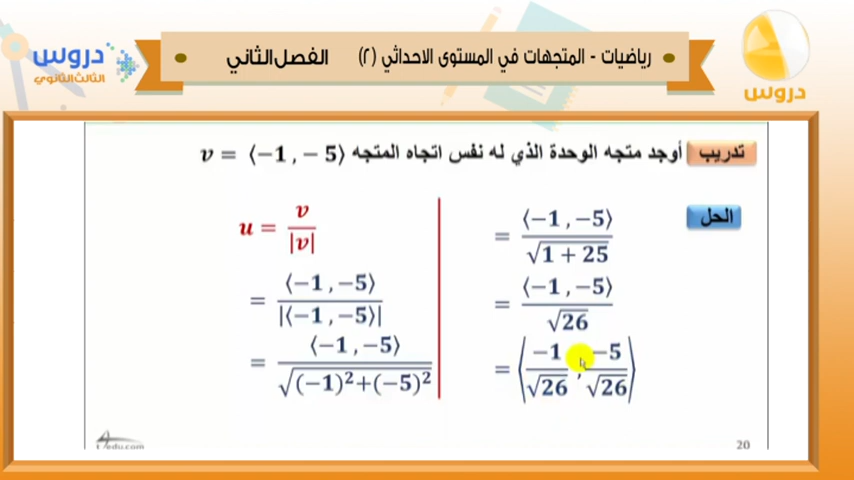 رياضيات - المتجهات في المستوى الاحداثي (٢) الفصل الثاني
دروس
الثالث الثانوي
دروس
تدريب أوجد متجه الوحدة الذي له نفس اتجاه المتجه v = ⟨−1 , − 5⟩
الحل
u = v / |v|
= ⟨−1 , −5⟩ / |⟨−1 , −5⟩|
= ⟨−1 , −5⟩ / √(−1)²+(−5)²
= ⟨−1 , −5⟩ / √1 + 25
= ⟨−1 , −5⟩ / √26
= ⟨−1 / √26 , −5 / √26⟩
20